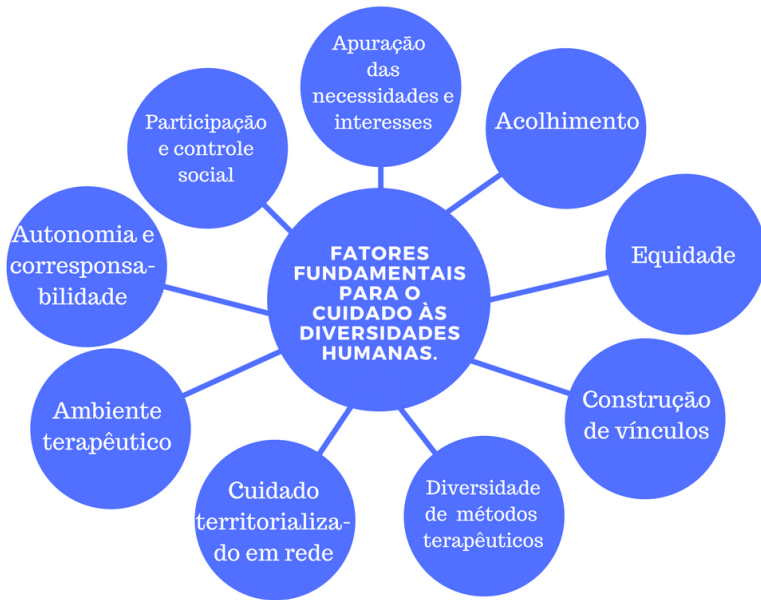 FATORES
FUNDAMENTAIS
PARA O
CUIDADO ÀS
DIVERSIDADES
HUMANAS.
Apuração
das
necessidades e
interesses
Acolhimento
Equidade
Construção
de vínculos
Diversidade
de métodos
terapêuticos
Cuidado
territorializa-
do em rede
Ambiente
terapêutico
Autonomia e
corresponsa-
bilidade
Participação
e controle
social